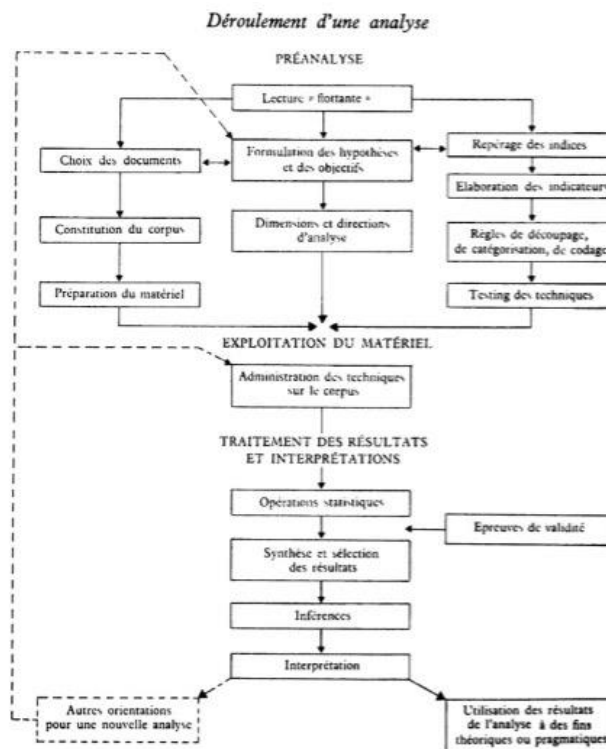 Déroulement d'une analyse
PRÉANALYSE
Lecture « flottante »
Choix des documents
Formulation des hypothèses
et des objectifs
Repérage des indices
Elaboration des indicateurs
Constitution du corpus
Dimensions et directions
d'analyse
Règles de découpage,
de catégorisation, de codage
Préparation du matériel
Testing des techniques
EXPLOITATION DU MATÉRIEL
Administration des techniques
sur le corpus
TRAITEMENT DES RÉSULTATS
ET INTERPRÉTATIONS
Opérations statistiques
Epreuves de validité
Synthèse et sélection
des résultats
Inférences
Interprétation
Autres orientations
pour une nouvelle analyse
Utilisation des résultats
de l'analyse à des fins
théoriques ou pragmatiques